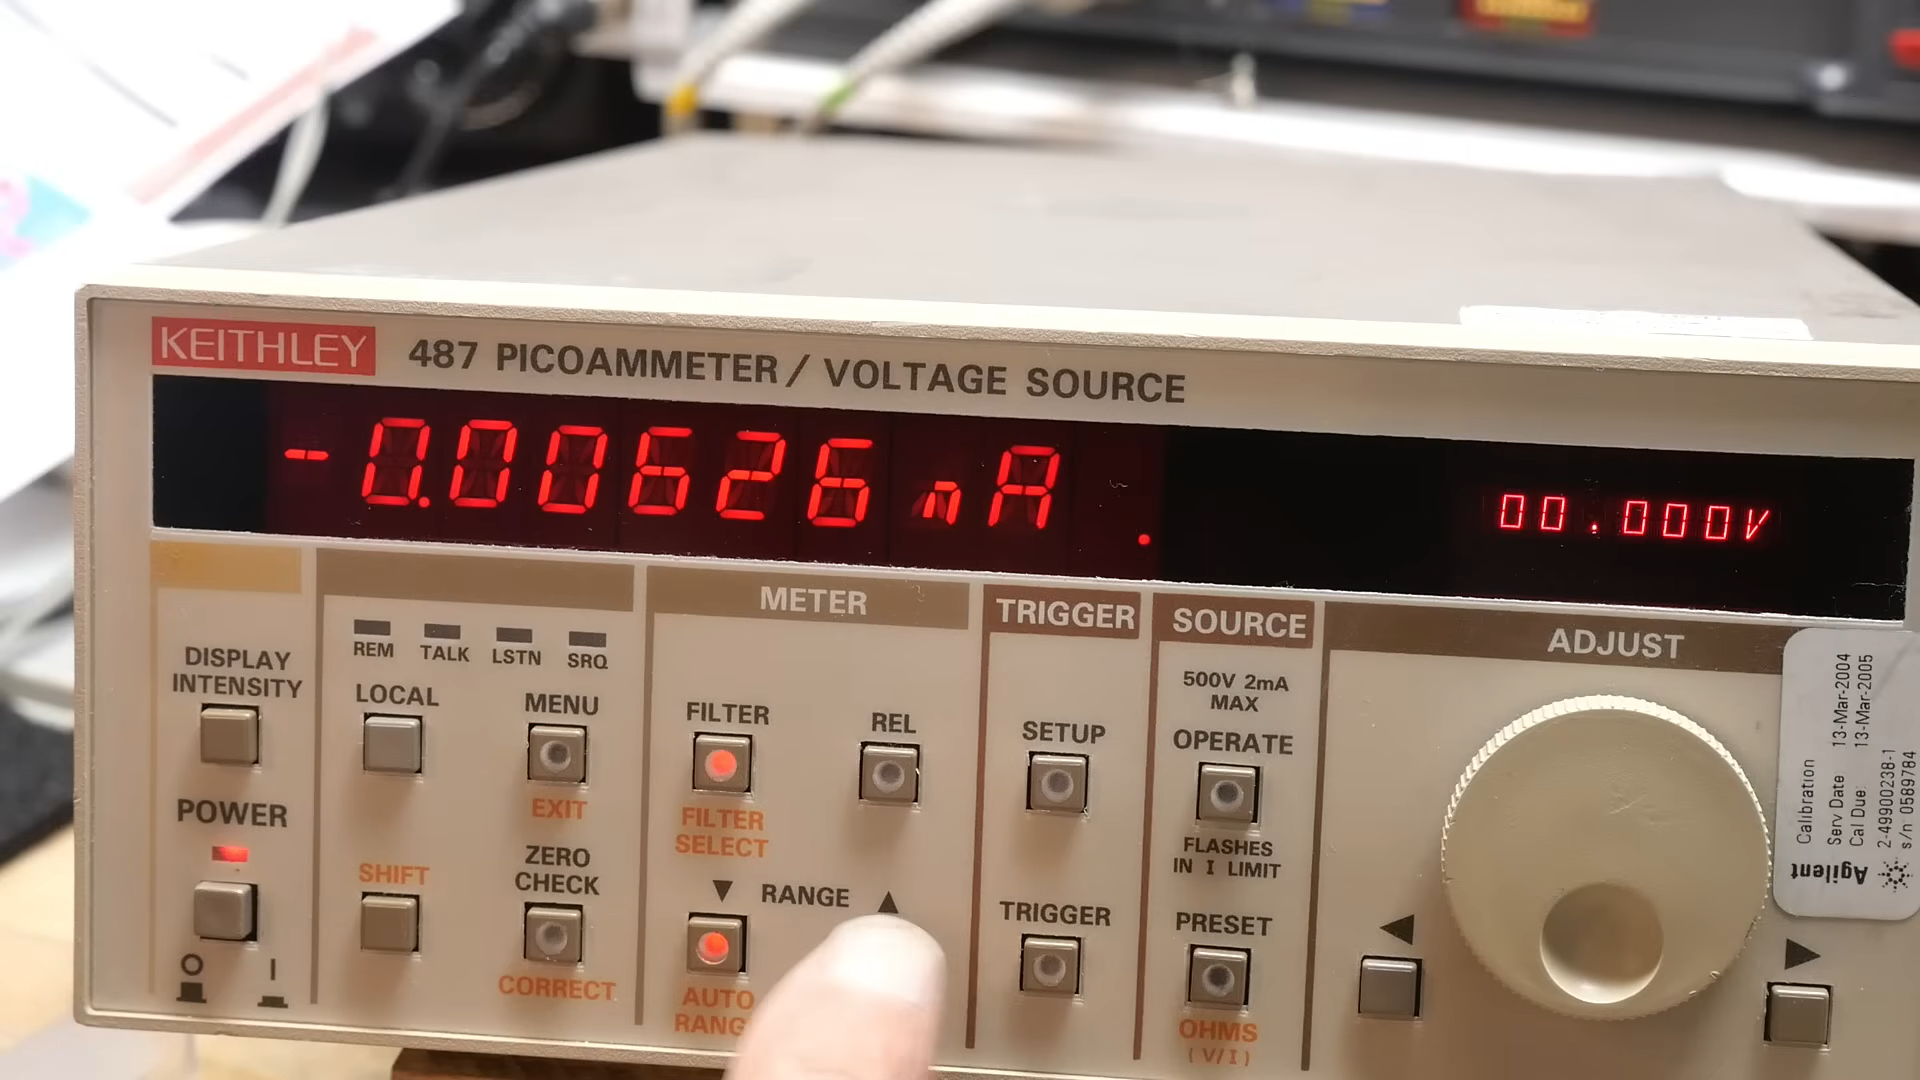 KEITHLEY 487 PICOAMMETER / VOLTAGE SOURCE
-0.00626 nA .
00.000V
METER
TRIGGER
SOURCE
ADJUST
DISPLAY
INTENSITY
POWER
REM TALK LSTN SRQ
LOCAL
MENU
EXIT
SHIFT
ZERO
CHECK
CORRECT
FILTER
FILTER
SELECT
REL
▼ RANGE ▲
AUTO
SETUP
TRIGGER
500V 2mA
MAX
OPERATE
FLASHES
IN I LIMIT
PRESET
OHMS
(V/I)
Calibration
Serv Date 13-Mar-2004
Cal Due: 13-Mar-2005
2-49900238-1
s/n 0589784
Agilent